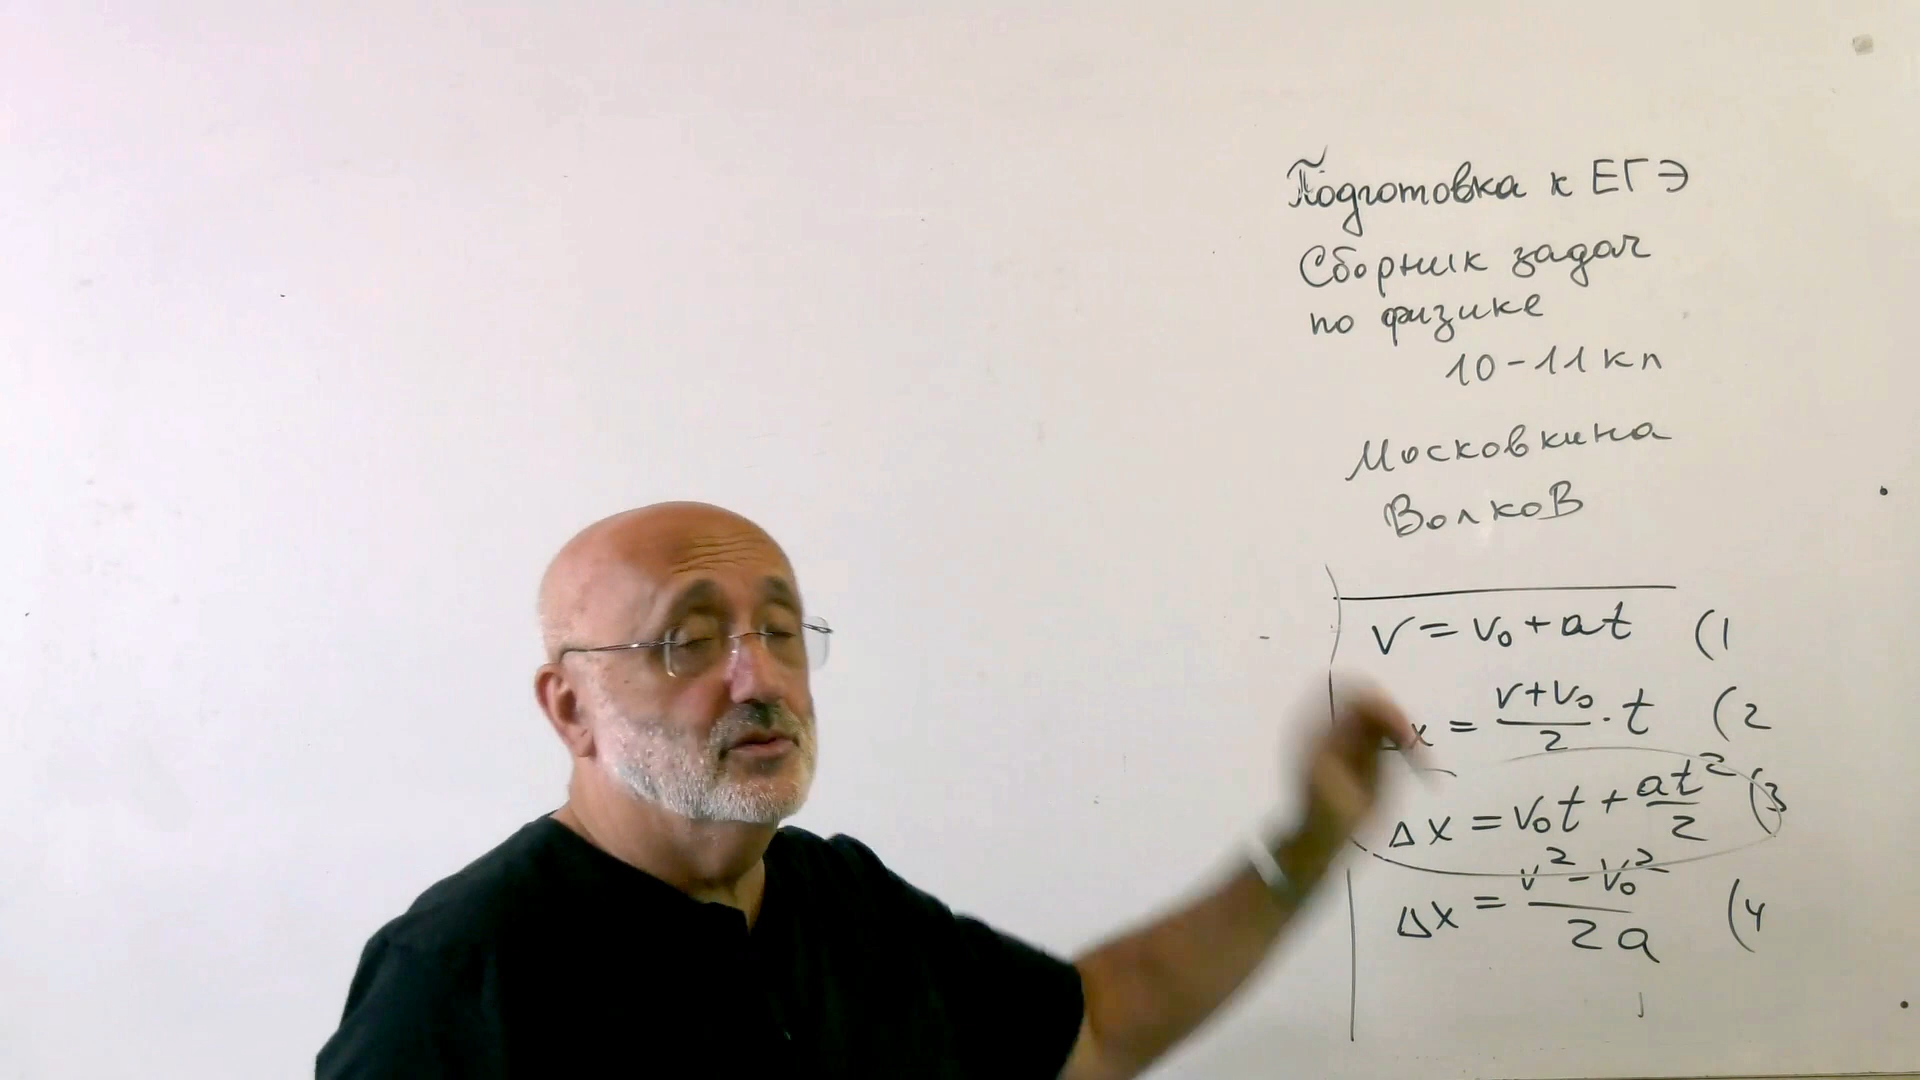 Подготовка к ЕГЭ
Сборник задач
по физике
10-11 кл
Московкина
Волков
v = v₀ + at (1
Δx = (v+v₀)/2 · t (2
Δx = v₀t + at²/2 (3
Δx = (v² - v₀²)/2a (4